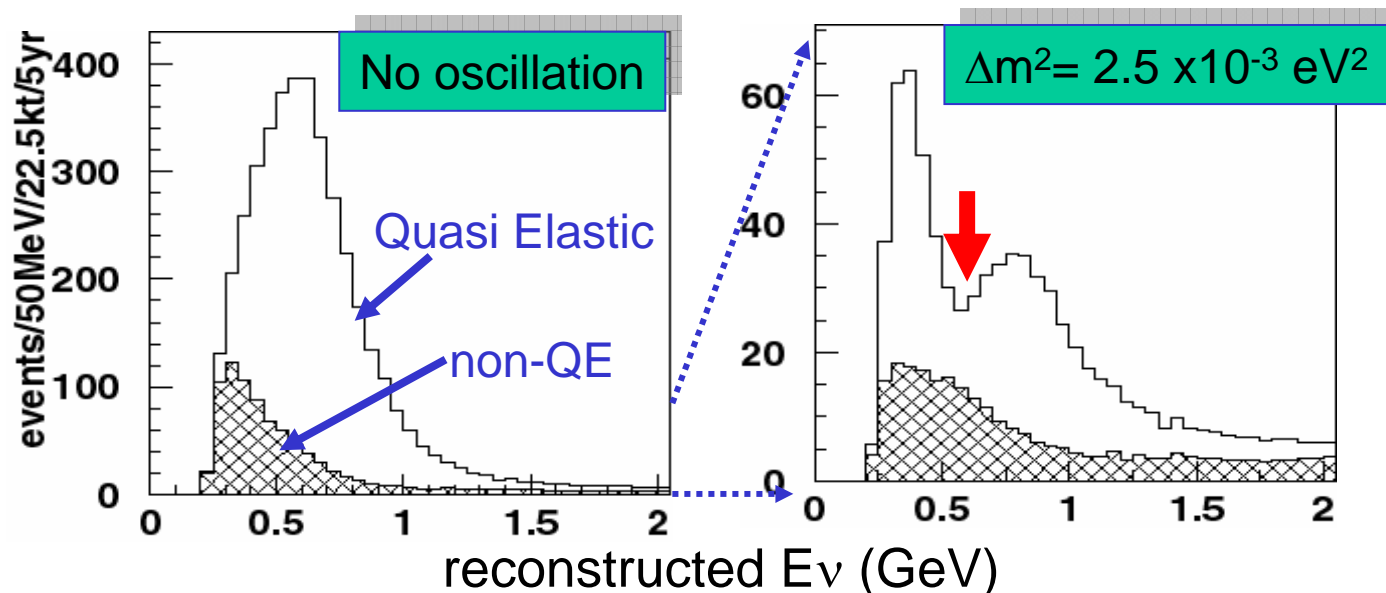 No oscillation
Δm²= 2.5 x10⁻³ eV²
events/50MeV/22.5kt/5yr
400
300
200
100
0
Quasi Elastic
non-QE
0 0.5 1 1.5 2
60
40
20
0
0 0.5 1 1.5 2
reconstructed Eν (GeV)